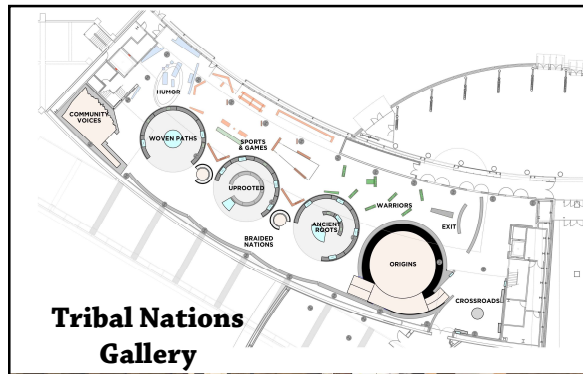 HUMOR
COMMUNITY
VOICES
WOVEN PATHS
SPORTS
& GAMES
UPROOTED
ANCIENT
ROOTS
WARRIORS
BRAIDED
NATIONS
EXIT
ORIGINS
CROSSROADS
Tribal Nations
Gallery